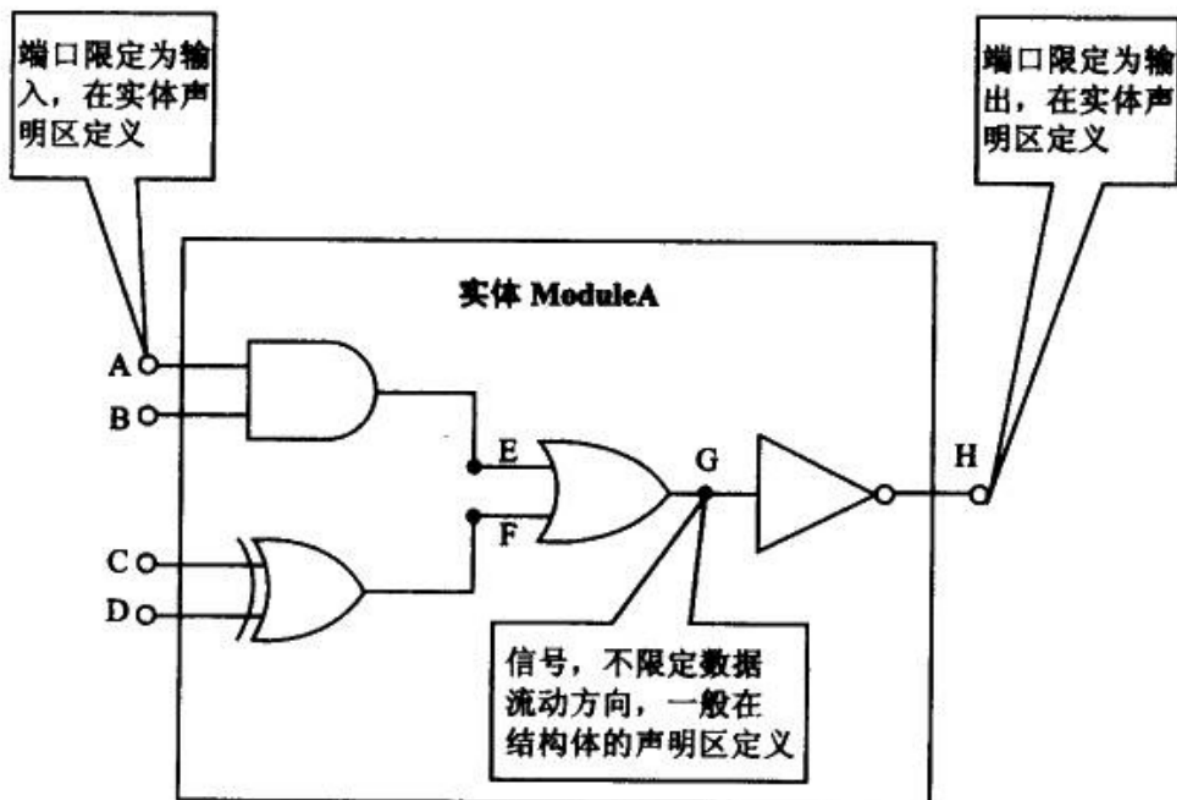 端口限定为输
入，在实体声
明区定义
端口限定为输
出，在实体声
明区定义
实体 ModuleA
A
B
E
G
H
F
C
D
信号，不限定数据
流动方向，一般在
结构体的声明区定义